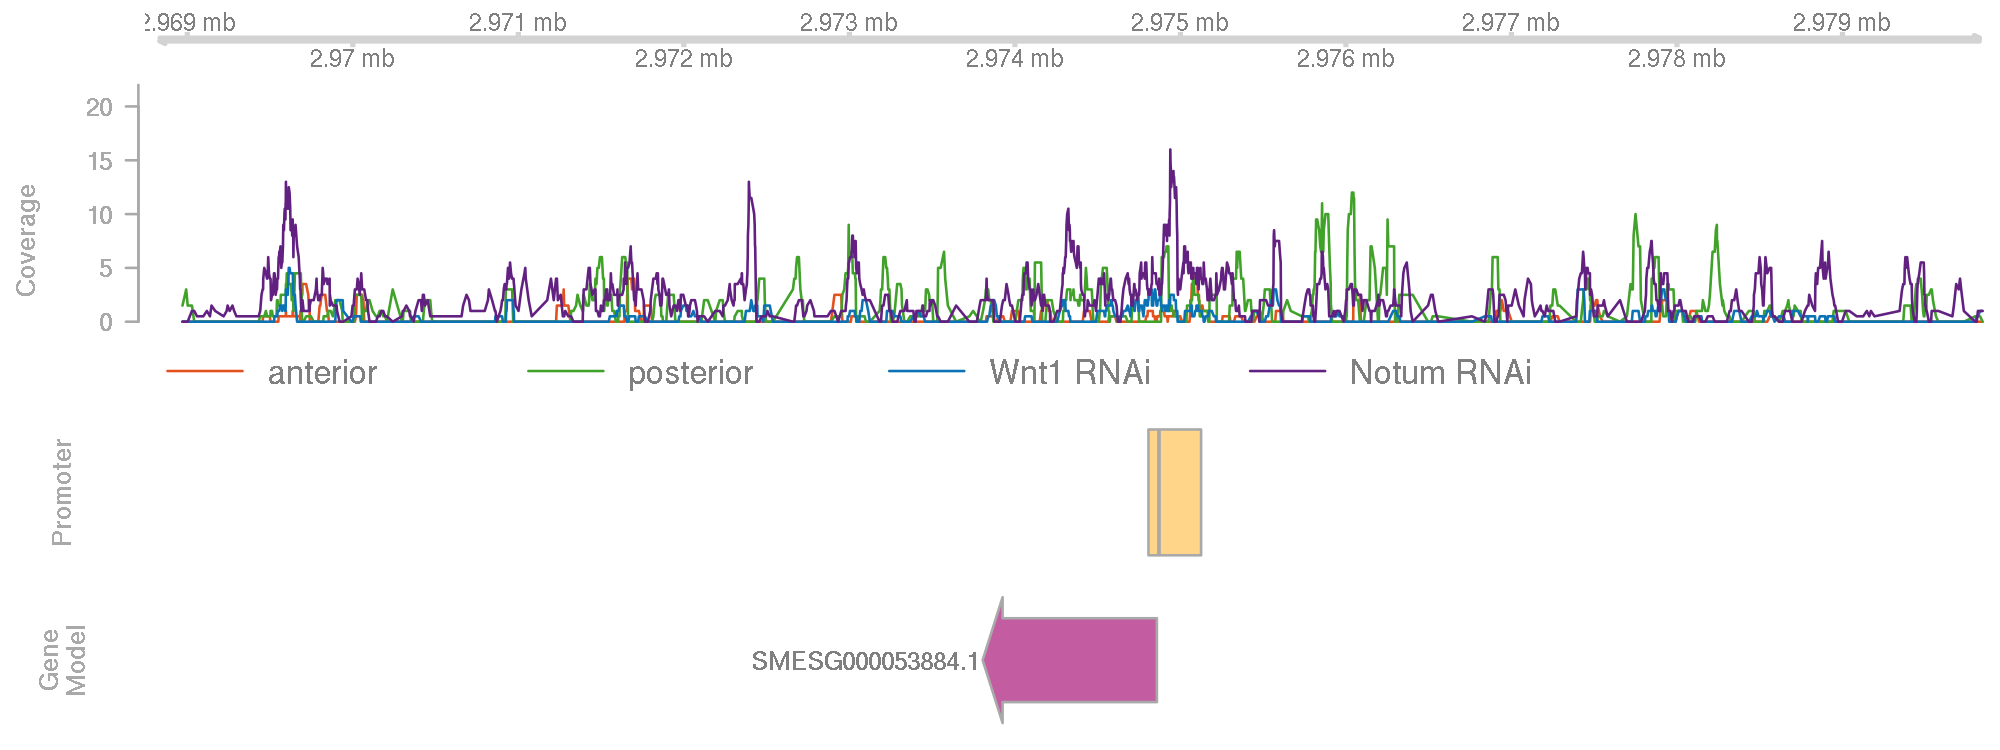 2.969 mb 2.971 mb 2.973 mb 2.975 mb 2.977 mb 2.979 mb
2.97 mb 2.972 mb 2.974 mb 2.976 mb 2.978 mb
Coverage
20
15
10
5
0
anterior posterior Wnt1 RNAi Notum RNAi
Promoter
Gene
Model
SMESG000053884.1